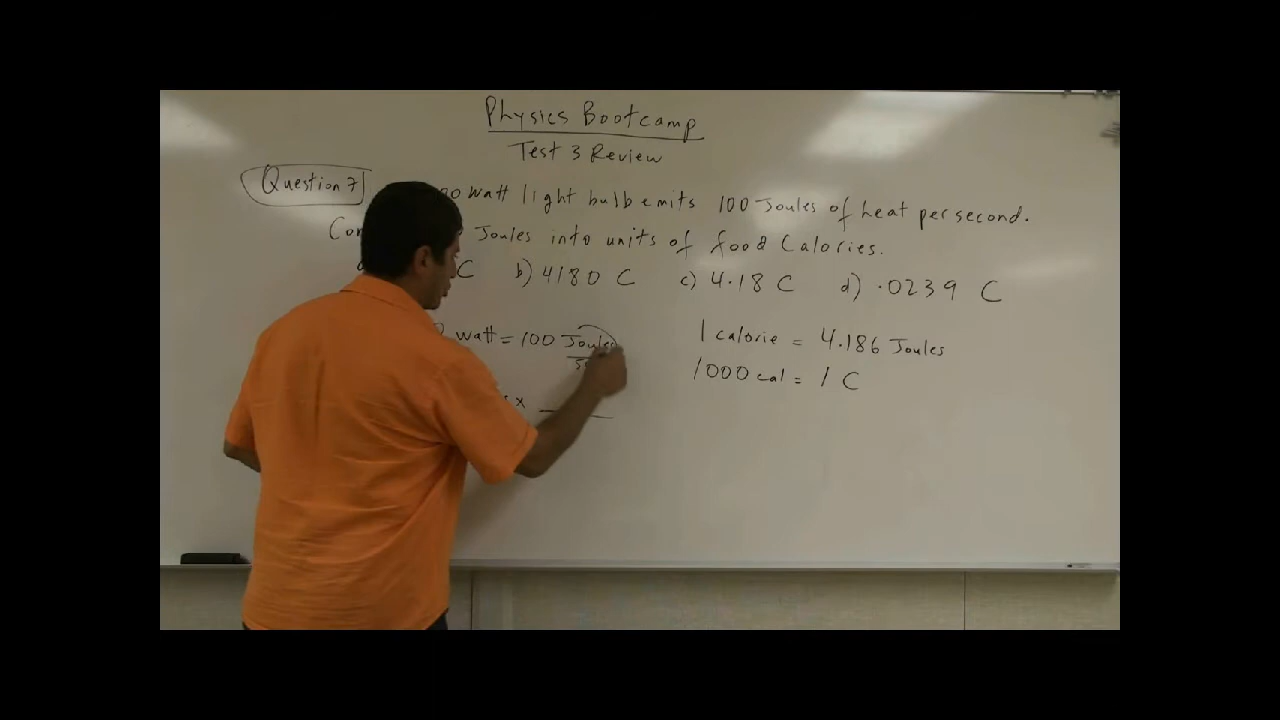 Physics Bootcamp
Test 3 Review
Question 7
00 Watt light bulb emits 100 Joules of heat per second.
Joules into units of food Calories.
C b) 4180 C c) 4.18 C d) .0239 C
watt = 100 Joules
1 calorie = 4.186 Joules
1000 cal = 1 C
x